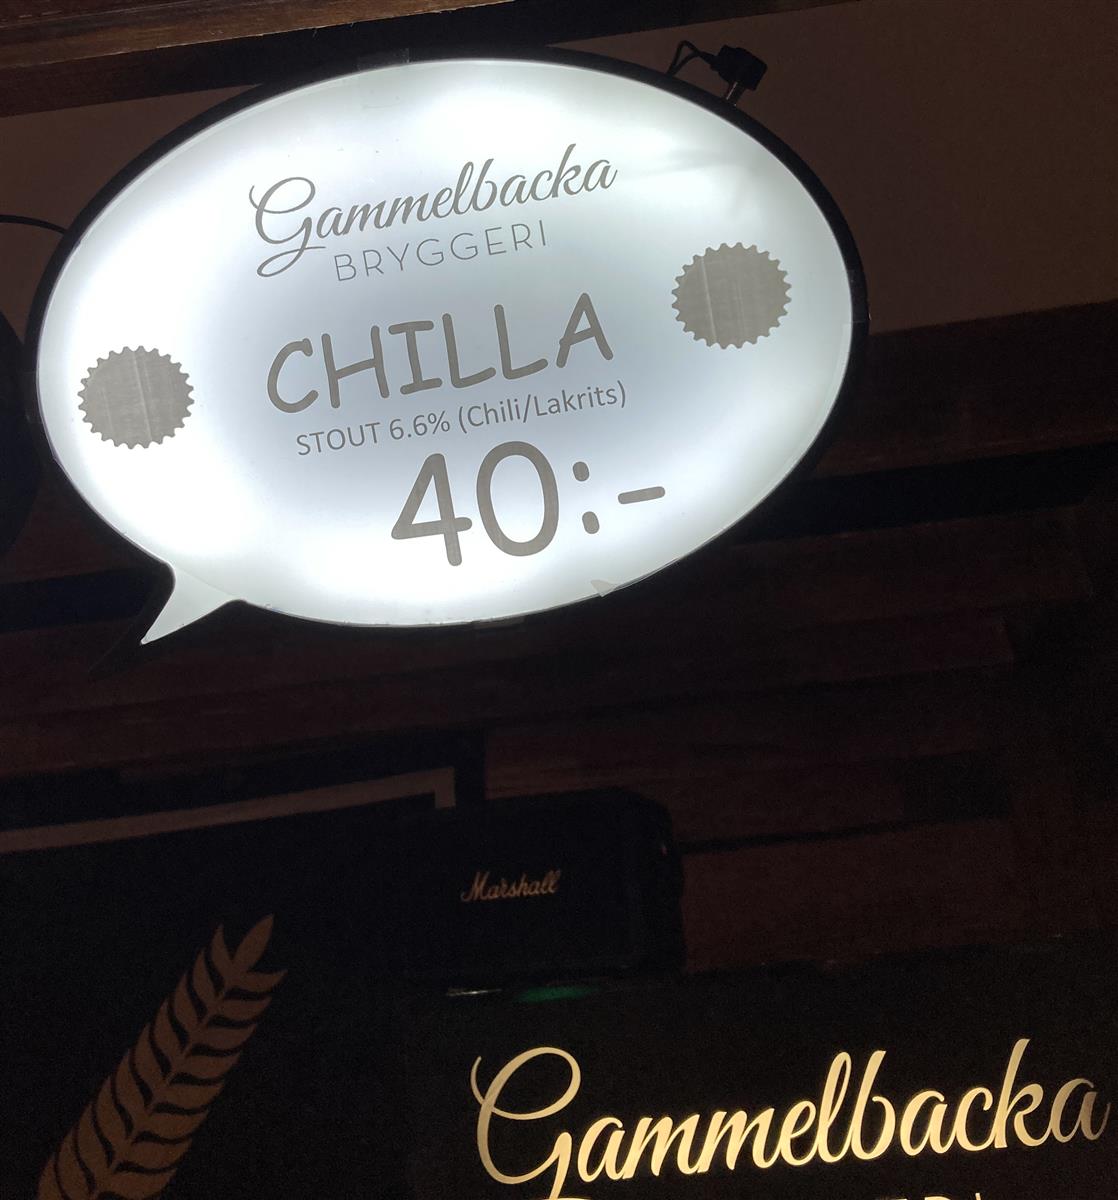 Gammelbacka
BRYGGERI
CHILLA
STOUT 6.6% (Chili/Lakrits)
40:-
Marshall
Gammelbacka